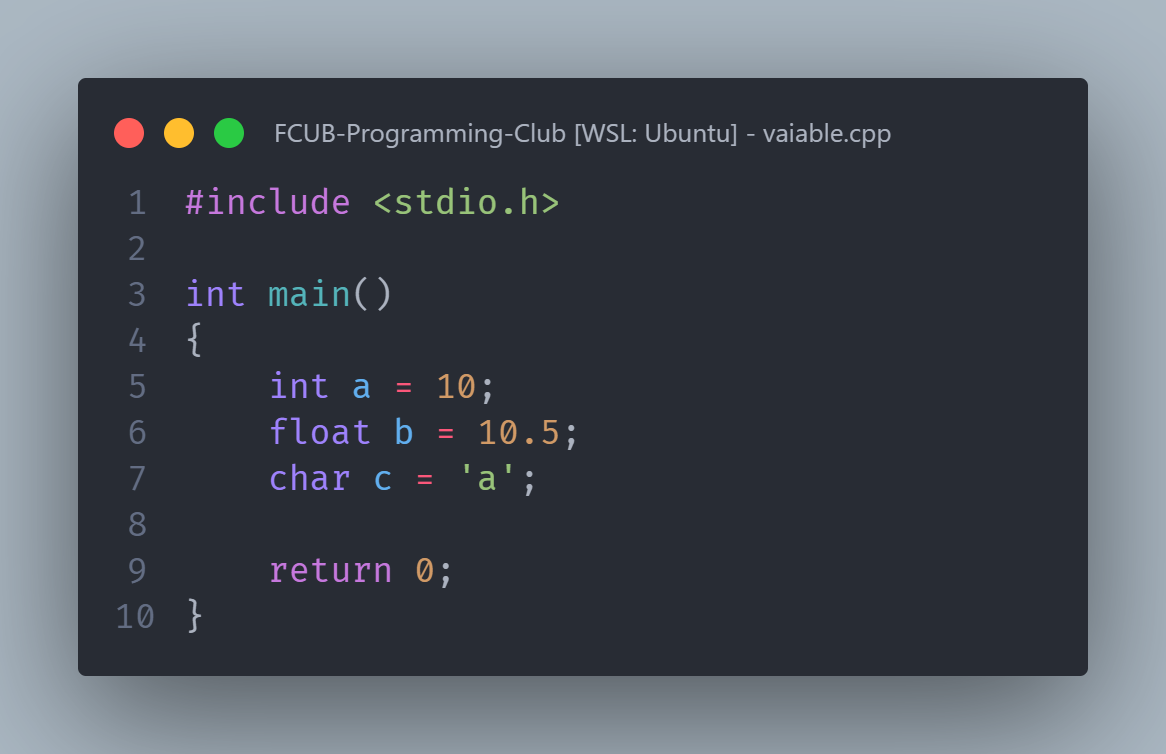 FCUB-Programming-Club [WSL: Ubuntu] - vaiable.cpp
1 #include <stdio.h>
2
3 int main()
4 {
5     int a = 10;
6     float b = 10.5;
7     char c = 'a';
8
9     return 0;
10 }